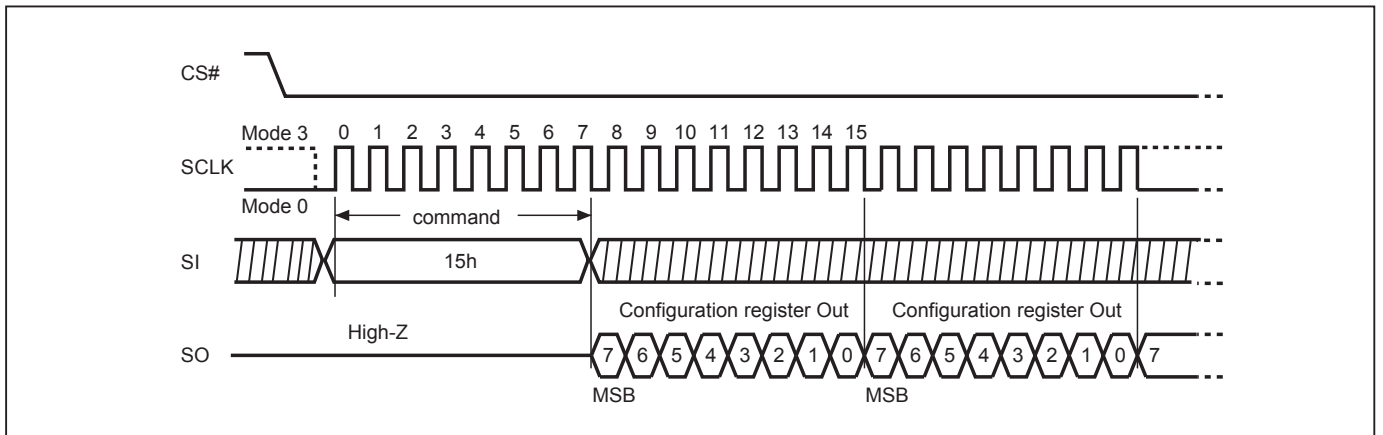 CS#
Mode 3 0 1 2 3 4 5 6 7 8 9 10 11 12 13 14 15
SCLK
Mode 0
command
SI 15h
Configuration register Out Configuration register Out
High-Z
SO 7 6 5 4 3 2 1 0 7 6 5 4 3 2 1 0 7
MSB MSB